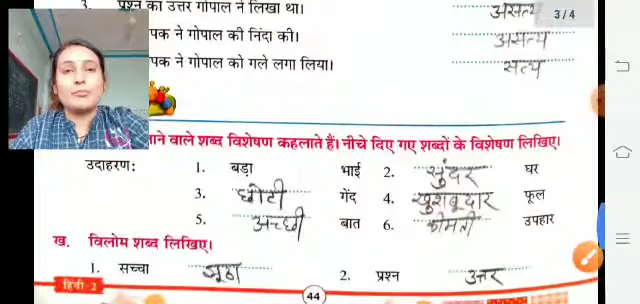 3. प्रश्न का उत्तर गोपाल ने लिखा था। असत्य
3/4
पक ने गोपाल की निंदा की। असत्य
पक ने गोपाल को गले लगा लिया। सत्य
ाने वाले शब्द विशेषण कहलाते हैं। नीचे दिए गए शब्दों के विशेषण लिखिए।
उदाहरण: 1. बड़ा भाई 2. सुंदर घर
3. छोटी गेंद 4. खुशबूदार फूल
5. अच्छी बात 6. कीमती उपहार
ख. विलोम शब्द लिखिए।
1. सच्चा झूठा 2. प्रश्न उत्तर
हिंदी-2
44